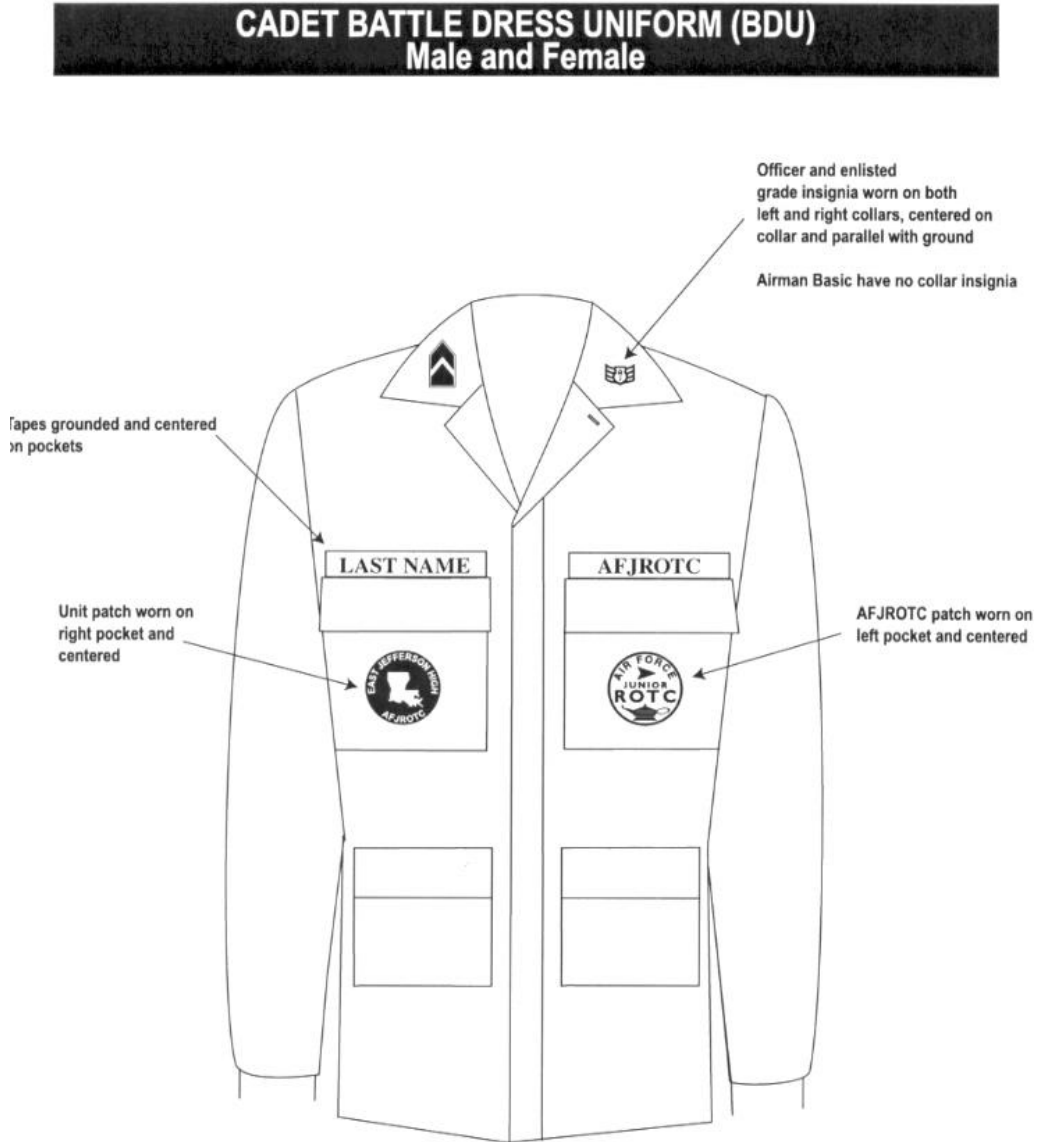 CADET BATTLE DRESS UNIFORM (BDU)
Male and Female
Officer and enlisted
grade insignia worn on both
left and right collars, centered on
collar and parallel with ground
Airman Basic have no collar insignia
Tapes grounded and centered
on pockets
LAST NAME
AFJROTC
Unit patch worn on
right pocket and
centered
EAST JEFFERSON HIGH
AFJROTC
AIR FORCE
JUNIOR
ROTC
AFJROTC patch worn on
left pocket and centered